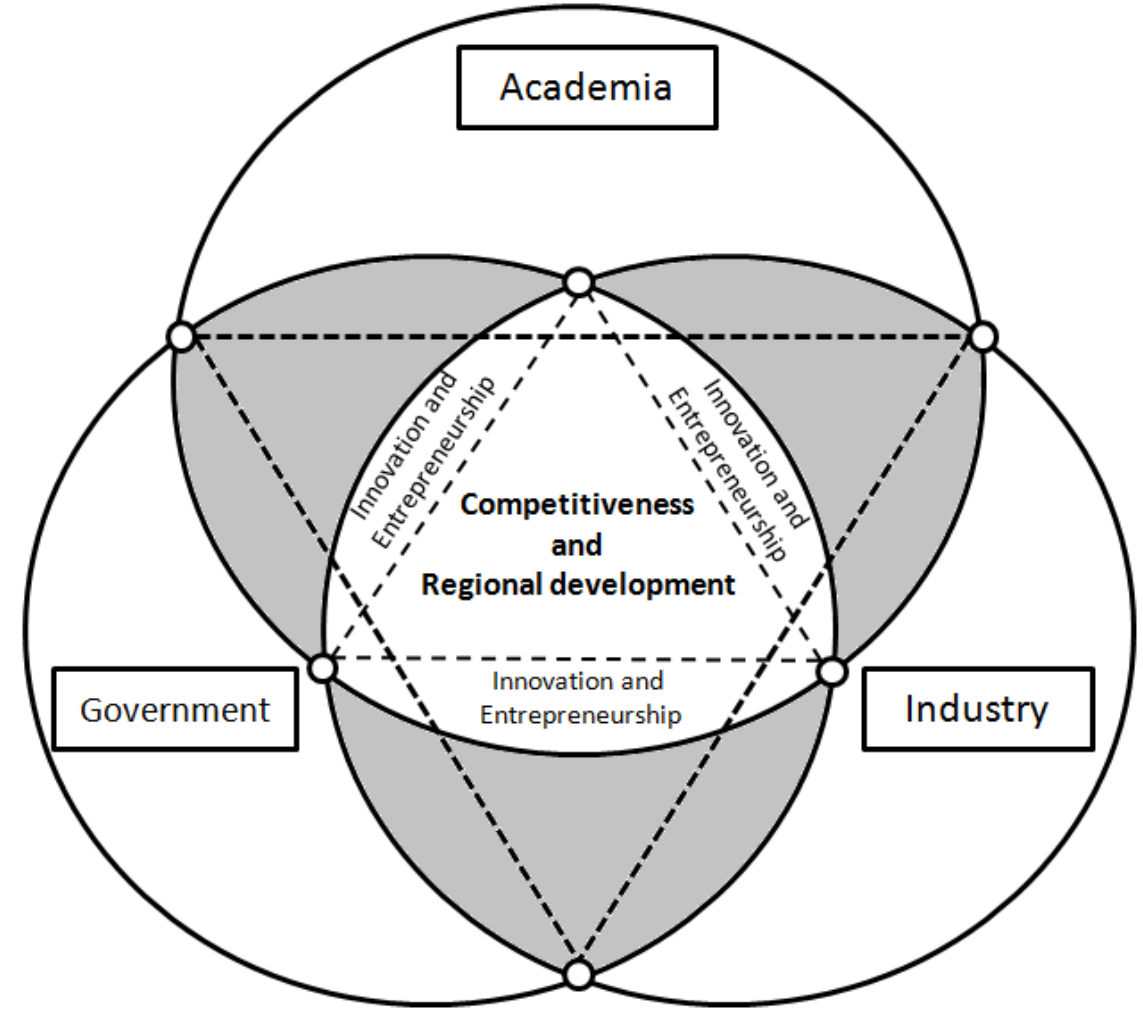 Academia
Innovation and
Entrepreneurship
Innovation and
Entrepreneurship
Competitiveness
and
Regional development
Innovation and
Entrepreneurship
Government
Industry